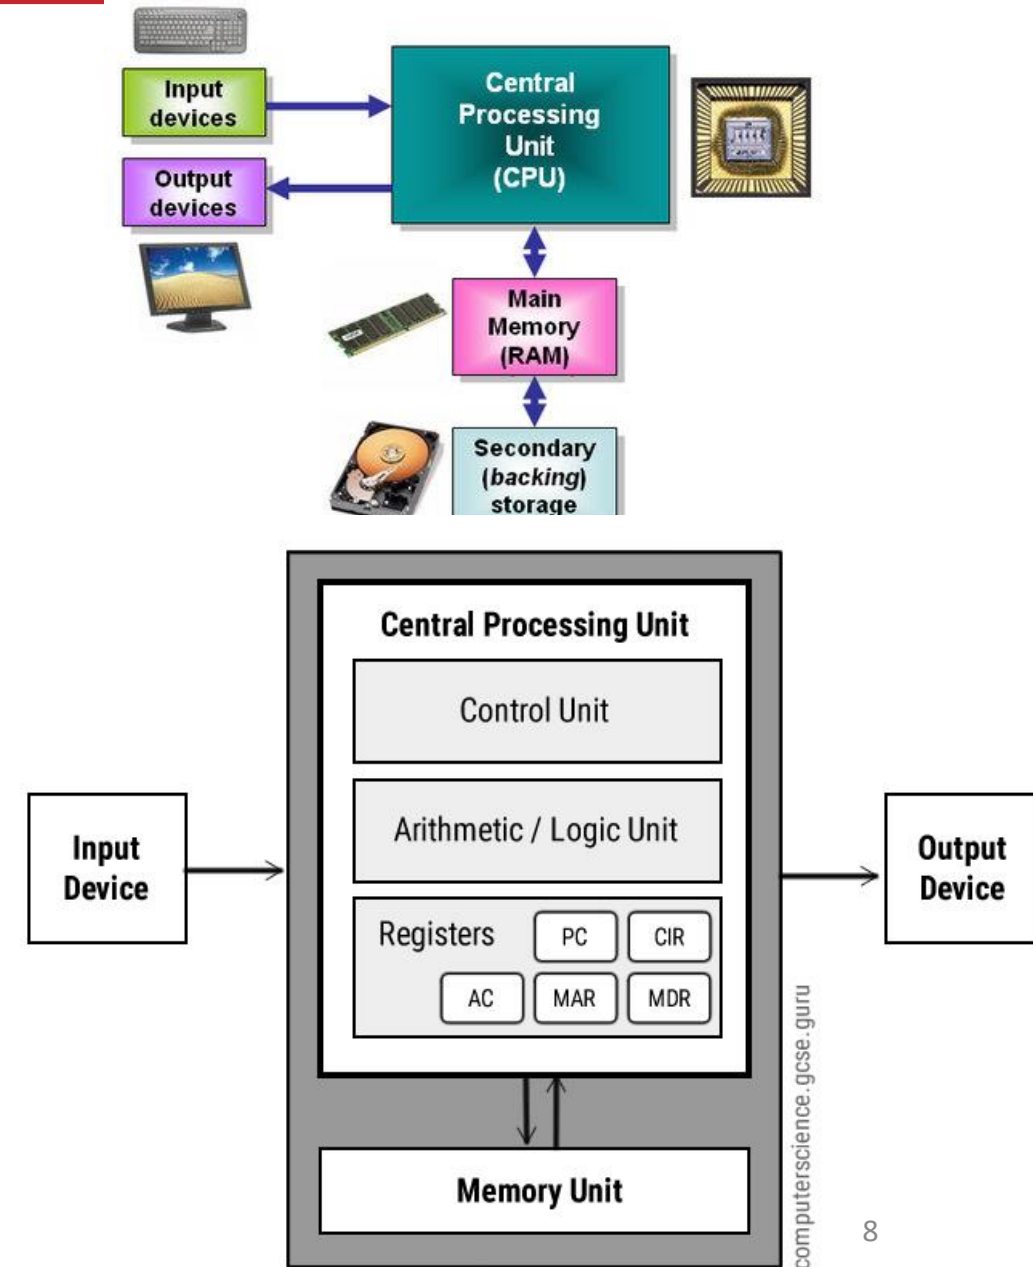 Input
devices
Central
Processing
Unit
(CPU)
Output
devices
Main
Memory
(RAM)
Secondary
(backing)
storage
Central Processing Unit
Control Unit
Arithmetic / Logic Unit
Input
Device
Output
Device
Registers
PC
CIR
AC
MAR
MDR
Memory Unit
computerscience.gcse.guru
8